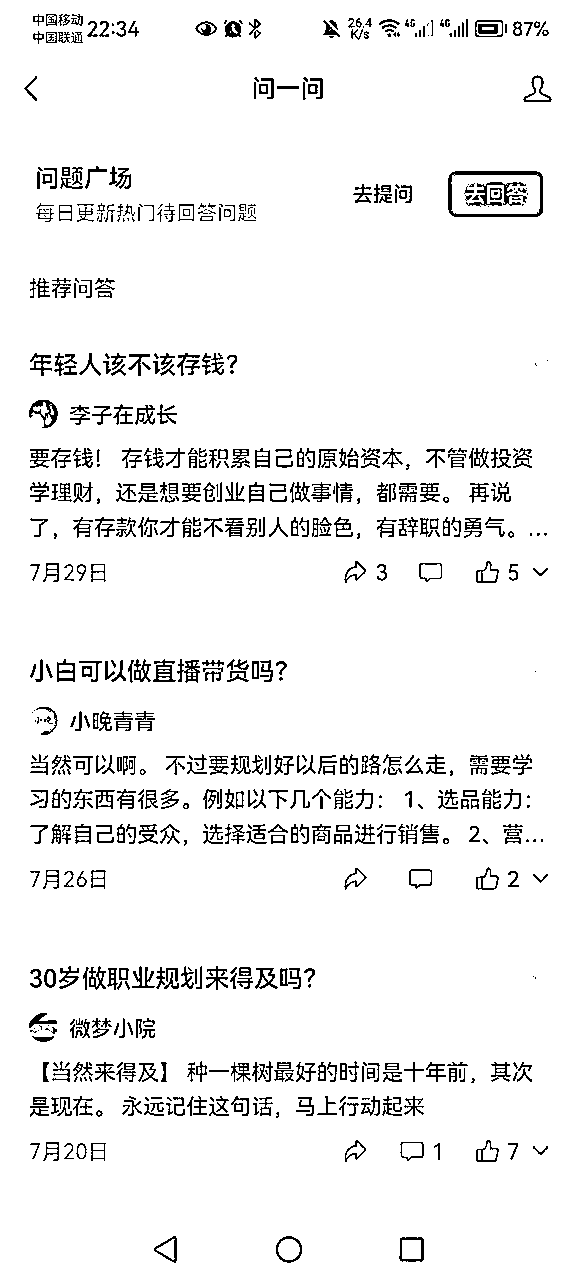 中国移动
中国联通 22:34 26.4 K/s 4G 4G 87%
问一问
问题广场
每日更新热门待回答问题
去提问 去回答
推荐问答
年轻人该不该存钱？
李子在成长
要存钱！ 存钱才能积累自己的原始资本，不管做投资
学理财，还是想要创业自己做事情，都需要。 再说
了，有存款你才能不看别人的脸色，有辞职的勇气。...
7月29日 3 5
小白可以做直播带货吗？
小晚青青
当然可以啊。 不过要规划好以后的路怎么走，需要学
习的东西有很多。例如以下几个能力： 1、选品能力：
了解自己的受众，选择适合的商品进行销售。 2、营...
7月26日 2
30岁做职业规划来得及吗？
微梦小院
【当然来得及】 种一棵树最好的时间是十年前，其次
是现在。 永远记住这句话，马上行动起来
7月20日 1 7